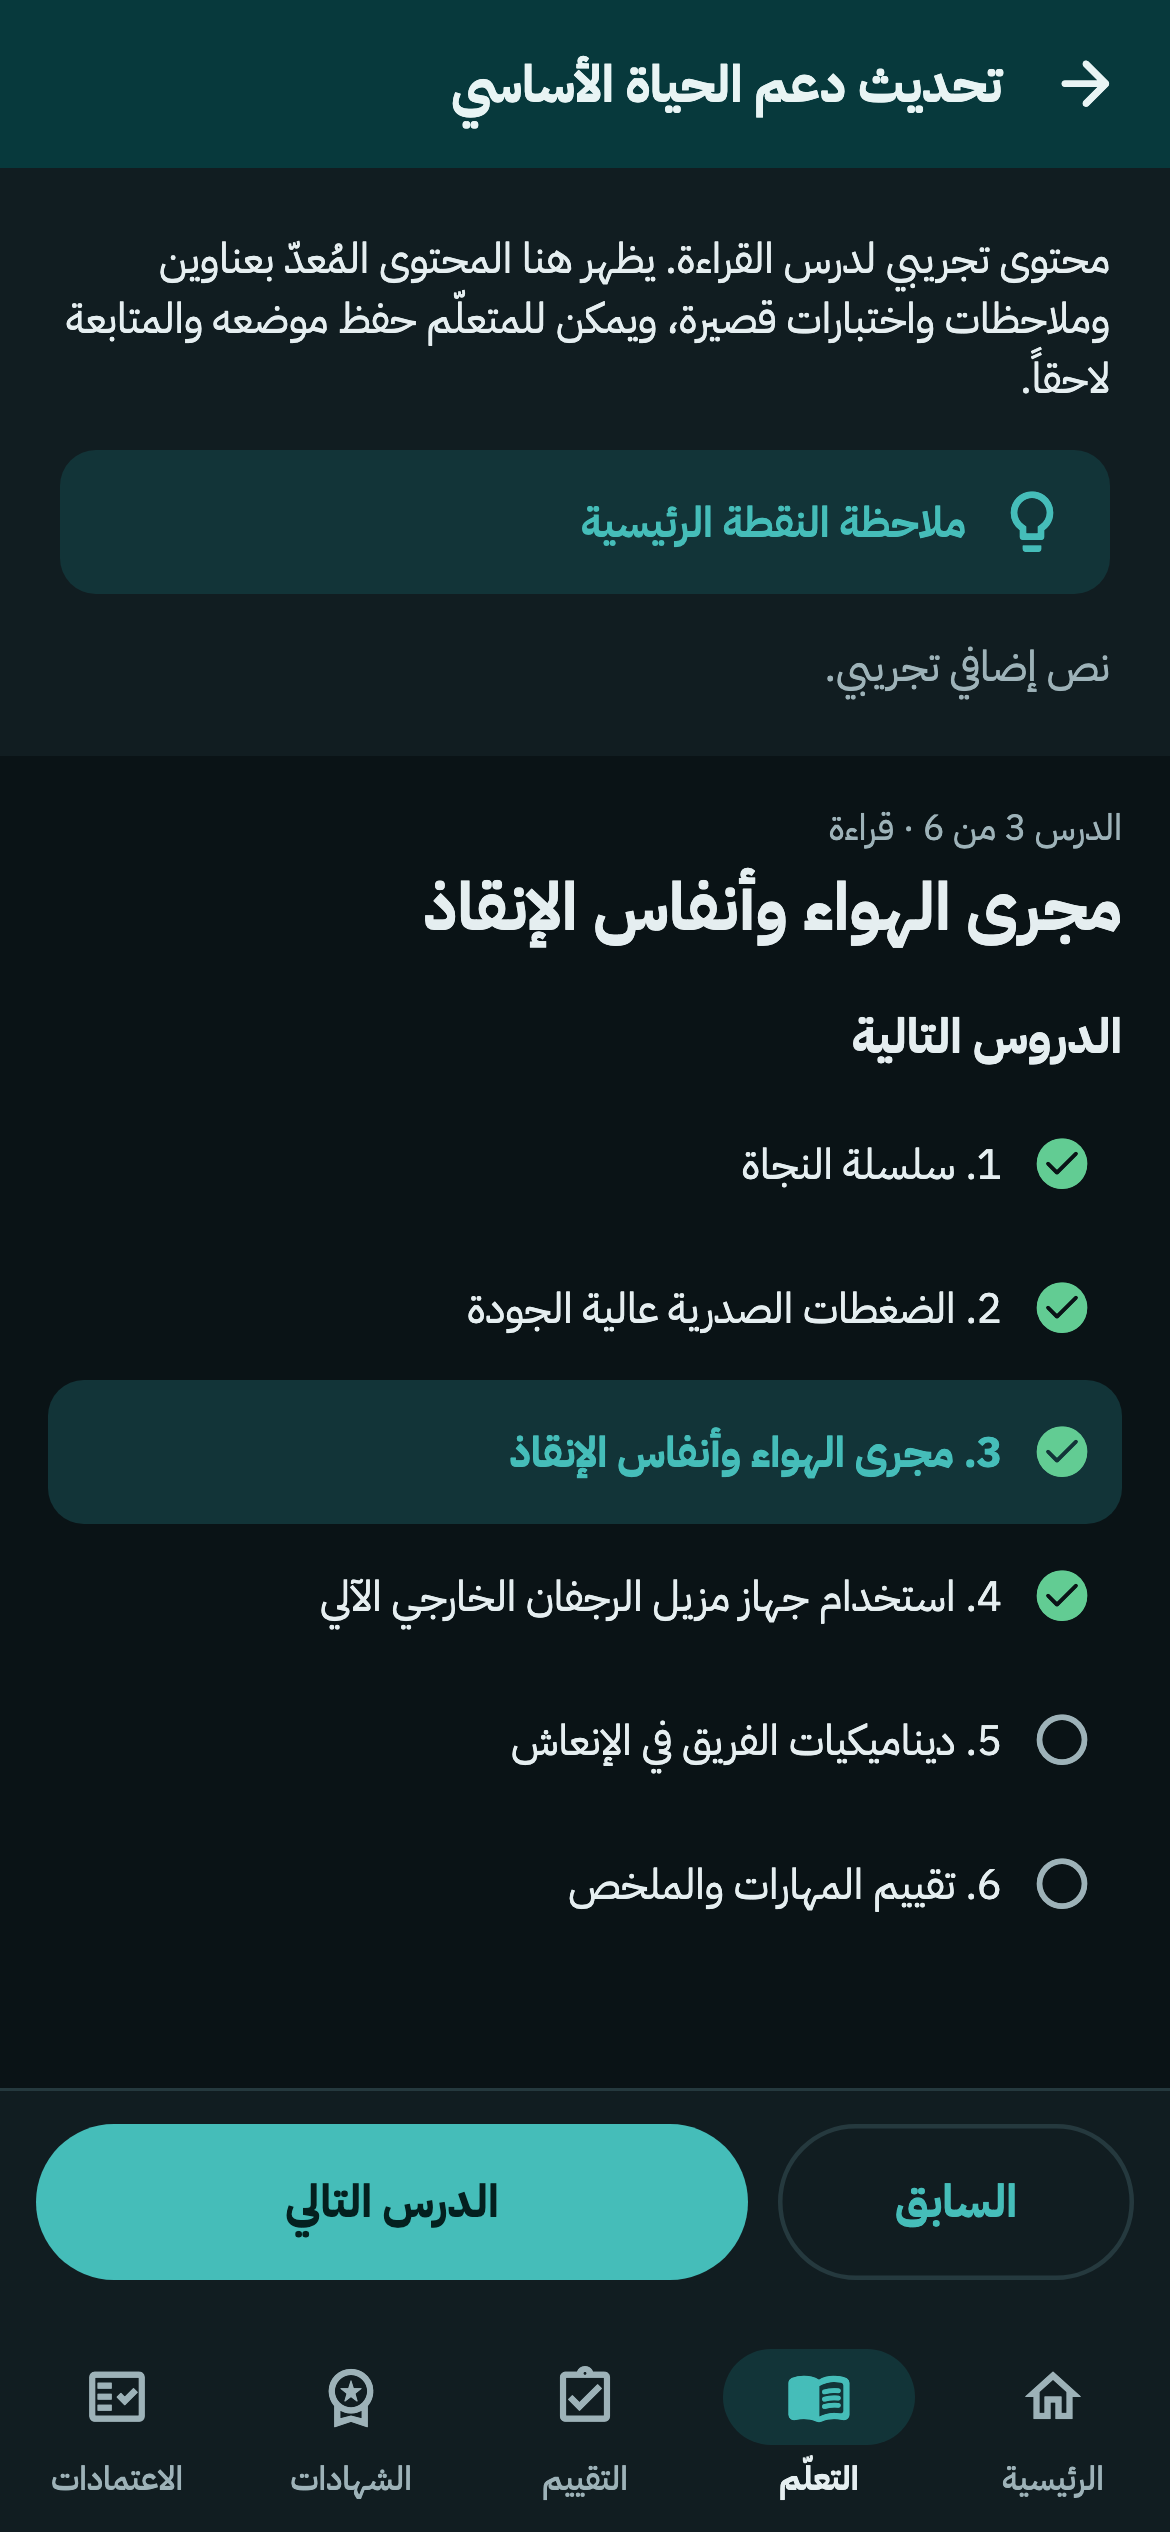 تحديث دعم الحياة الأساسي
محتوى تجريبي لدرس القراءة. يظهر هنا المحتوى المُعدّ بعناوين
وملاحظات واختبارات قصيرة، ويمكن للمتعلّم حفظ موضعه والمتابعة
لاحقاً.
ملاحظة النقطة الرئيسية
نص إضافي تجريبي.
الدرس 3 من 6 · قراءة
مجرى الهواء وأنفاس الإنقاذ
الدروس التالية
1. سلسلة النجاة
2. الضغطات الصدرية عالية الجودة
3. مجرى الهواء وأنفاس الإنقاذ
4. استخدام جهاز مزيل الرجفان الخارجي الآلي
5. ديناميكيات الفريق في الإنعاش
6. تقييم المهارات والملخص
السابق
الدرس التالي
الرئيسية
التعلّم
التقييم
الشهادات
الاعتمادات